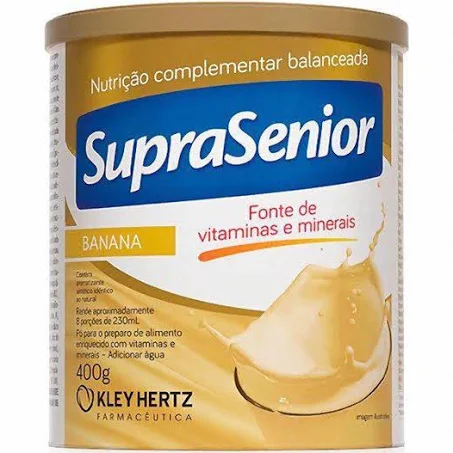 Nutrição complementar balanceada
SupraSenior
Fonte de
vitaminas e minerais
BANANA
Contém
aromatizante
sintético idêntico
ao natural
Rende aproximadamente
8 porções de 230mL
Pó para o preparo de alimento
enriquecido com vitaminas e
minerais - Adicionar água
400g
KLEY HERTZ
FARMACÊUTICA
imagem ilustrativa